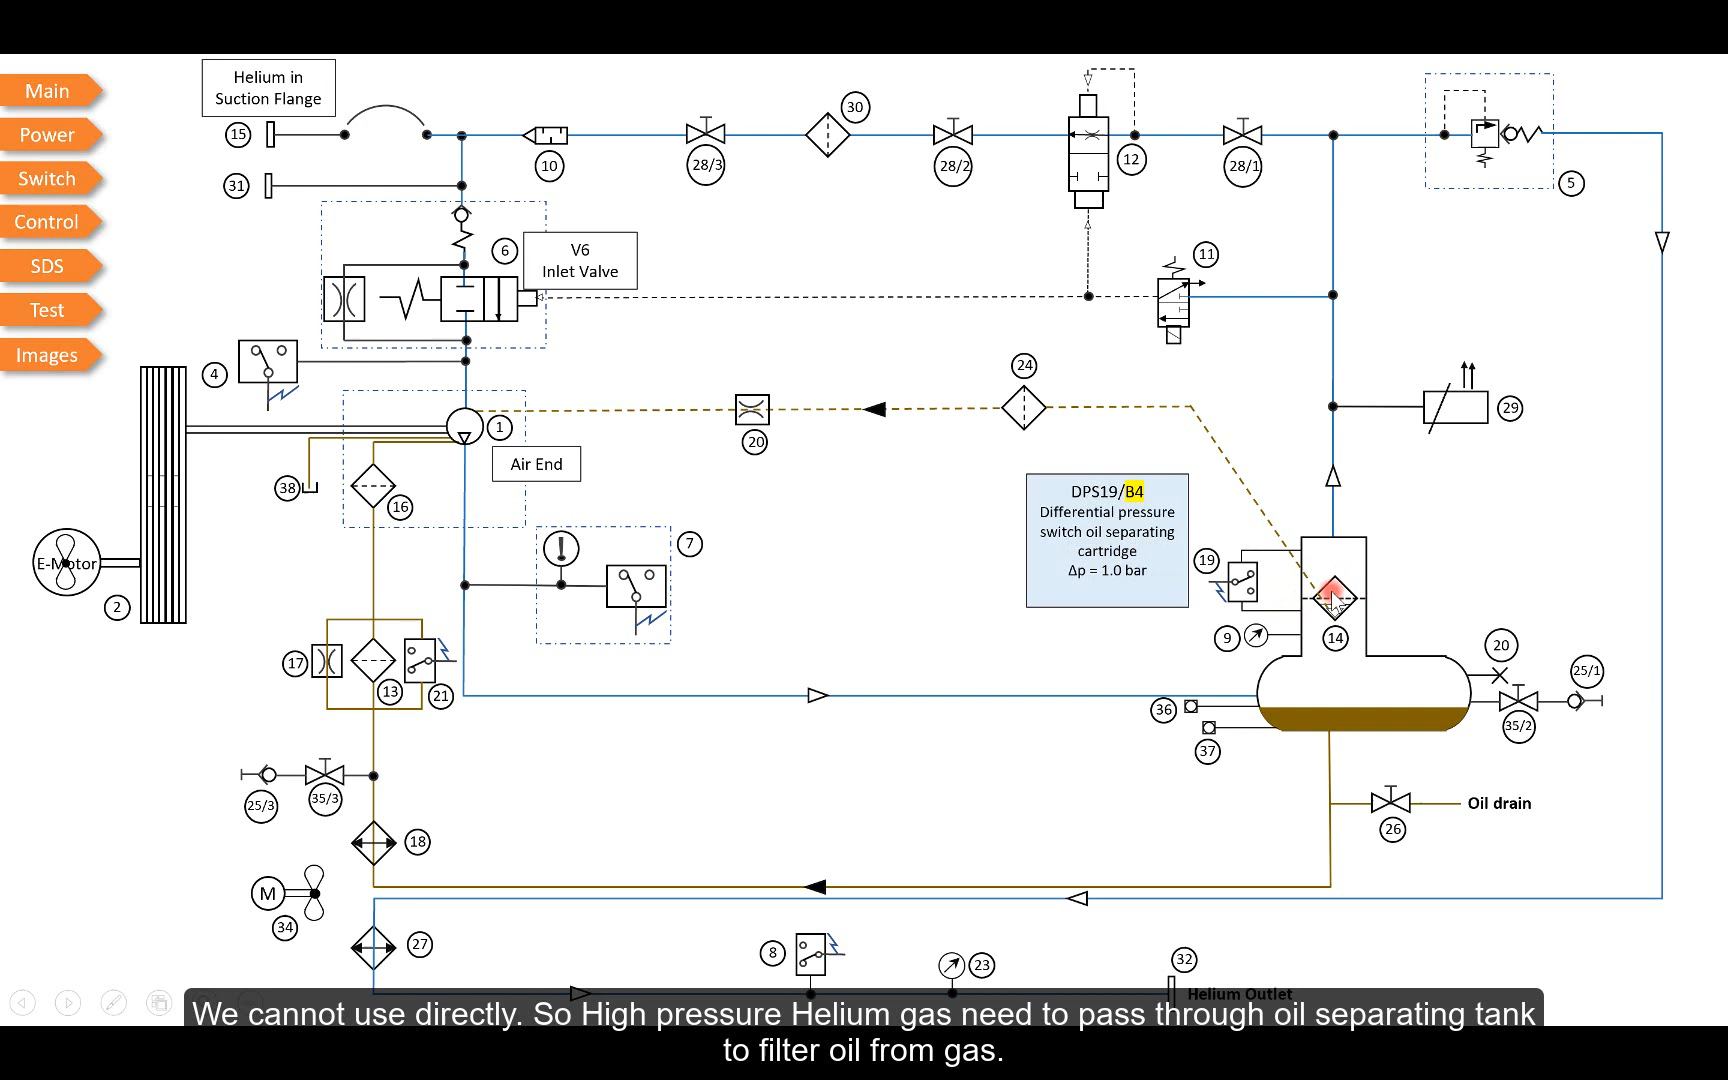 Main
Power
Switch
Control
SDS
Test
Images
Helium in
Suction Flange
15
31
10
28/3
30
28/2
12
28/1
5
6
V6
Inlet Valve
11
4
1
Air End
20
24
29
38
16
7
E-Motor
2
DPS19/B4
Differential pressure
switch oil separating
cartridge
Δp = 1.0 bar
19
9
14
20
25/1
35/2
36
37
17
13
21
25/3
35/3
18
Oil drain
26
M
34
27
8
23
32
Helium Outlet
We cannot use directly. So High pressure Helium gas need to pass through oil separating tank
to filter oil from gas.